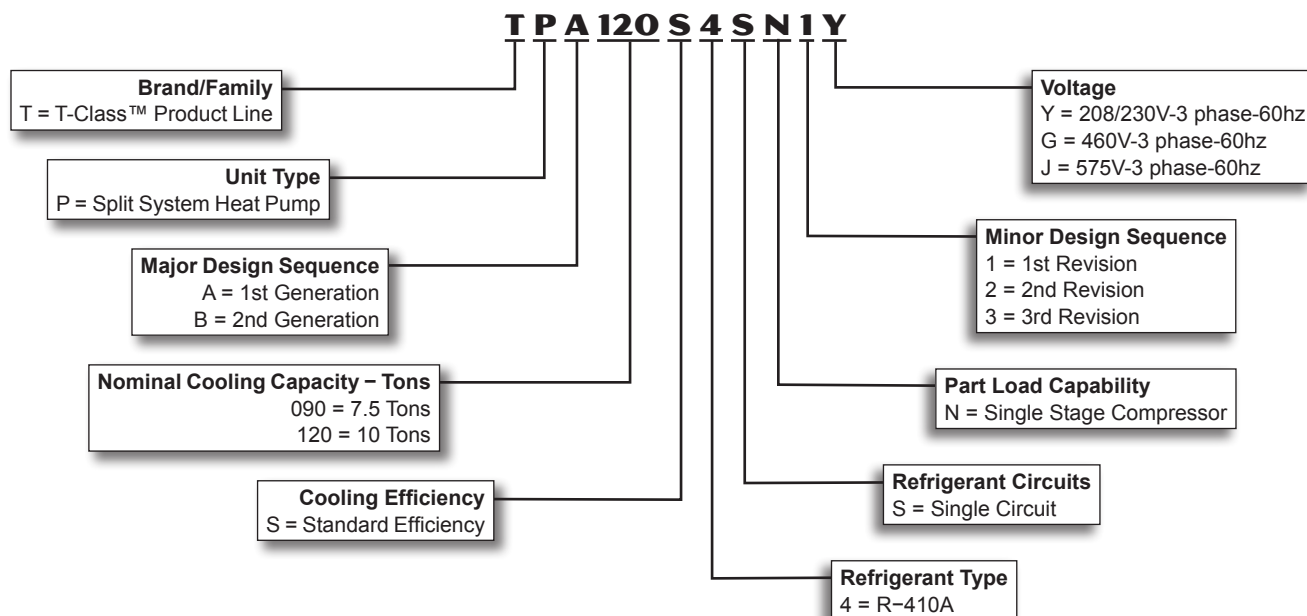 T P A 120 S 4 S N 1 Y
Brand/Family
T = T-Class™ Product Line
Unit Type
P = Split System Heat Pump
Major Design Sequence
A = 1st Generation
B = 2nd Generation
Nominal Cooling Capacity – Tons
090 = 7.5 Tons
120 = 10 Tons
Cooling Efficiency
S = Standard Efficiency
Voltage
Y = 208/230V-3 phase-60hz
G = 460V-3 phase-60hz
J = 575V-3 phase-60hz
Minor Design Sequence
1 = 1st Revision
2 = 2nd Revision
3 = 3rd Revision
Part Load Capability
N = Single Stage Compressor
Refrigerant Circuits
S = Single Circuit
Refrigerant Type
4 = R−410A